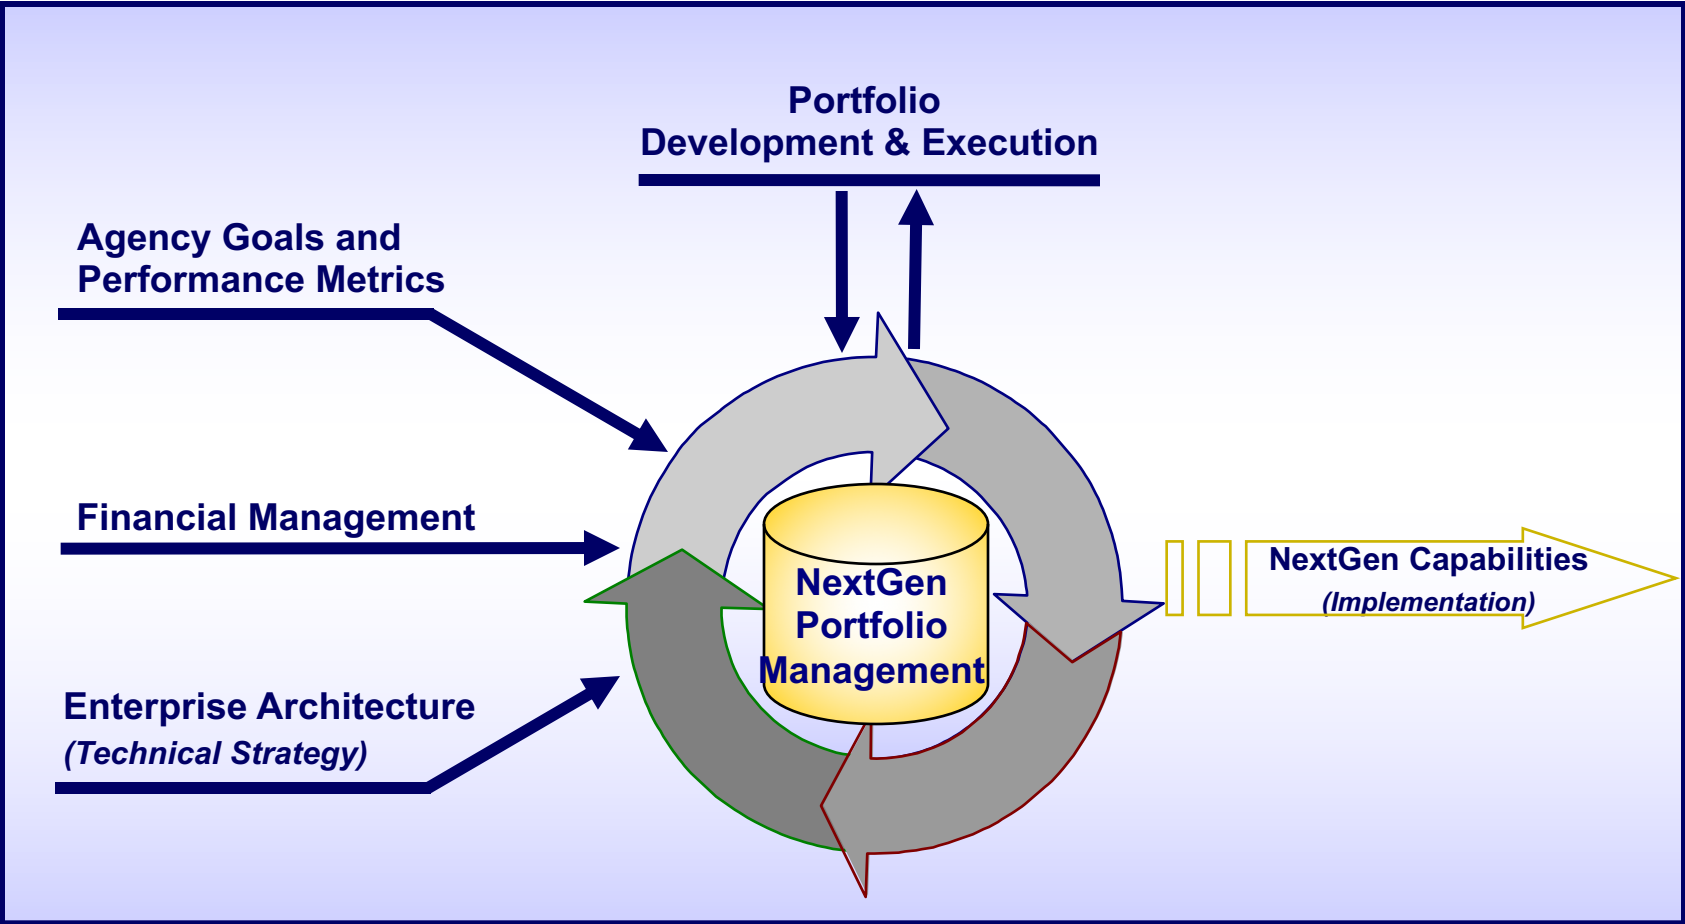 Portfolio
Development & Execution
Agency Goals and
Performance Metrics
Financial Management
Enterprise Architecture
(Technical Strategy)
NextGen
Portfolio
Management
NextGen Capabilities
(Implementation)